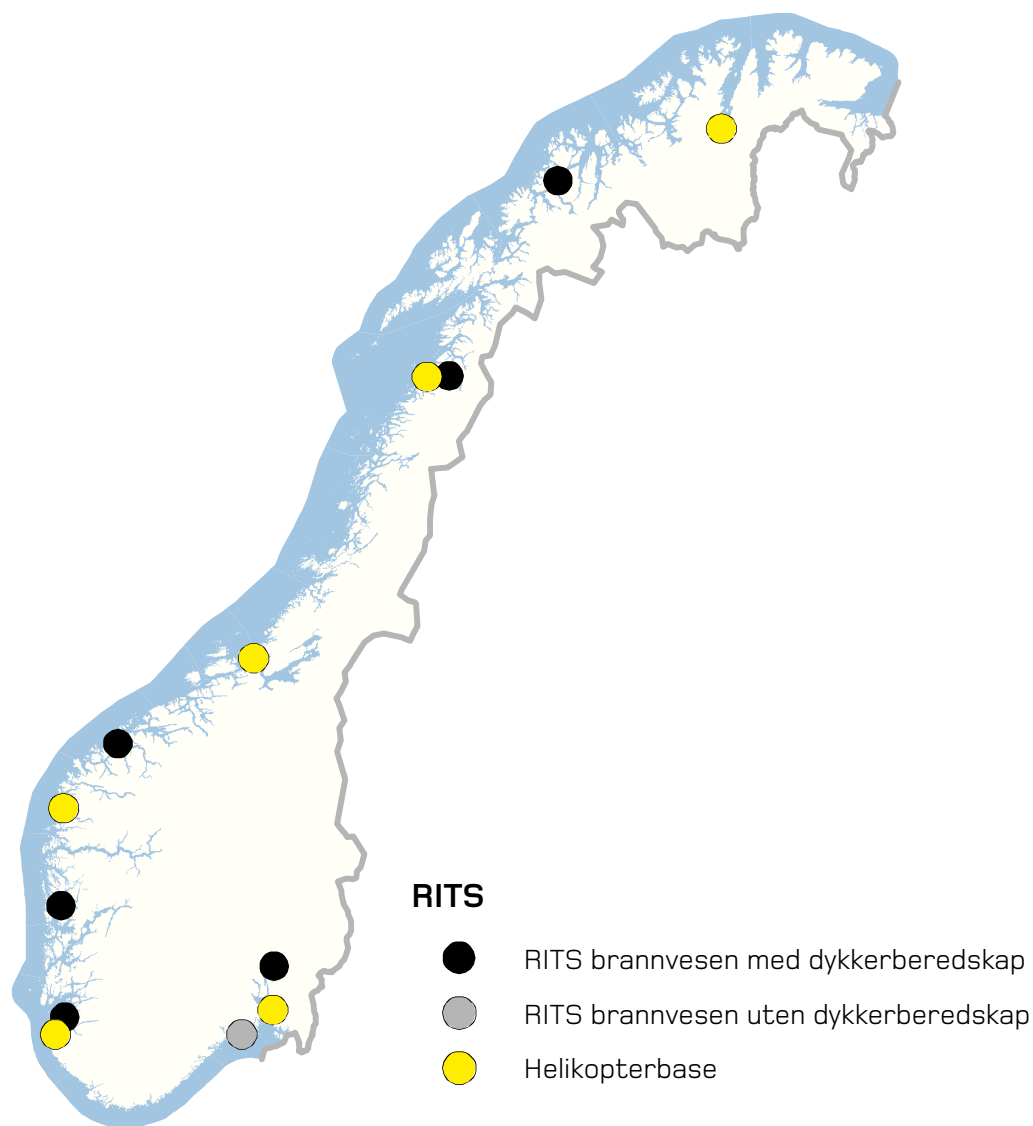 RITS
RITS brannvesen med dykkerberedskap
RITS brannvesen uten dykkerberedskap
Helikopterbase